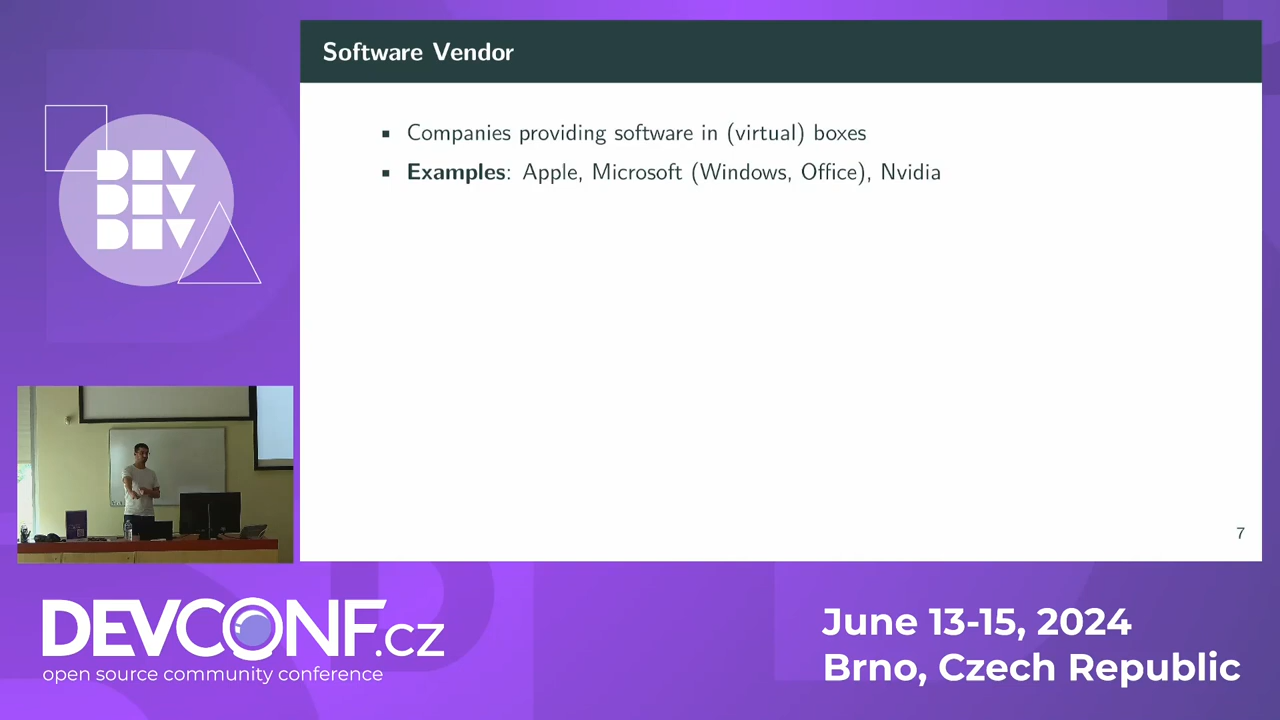 Software Vendor
▪ Companies providing software in (virtual) boxes
▪ Examples: Apple, Microsoft (Windows, Office), Nvidia
7
DEV
DEV
DEV
DEVCONF.cz
open source community conference
June 13-15, 2024
Brno, Czech Republic